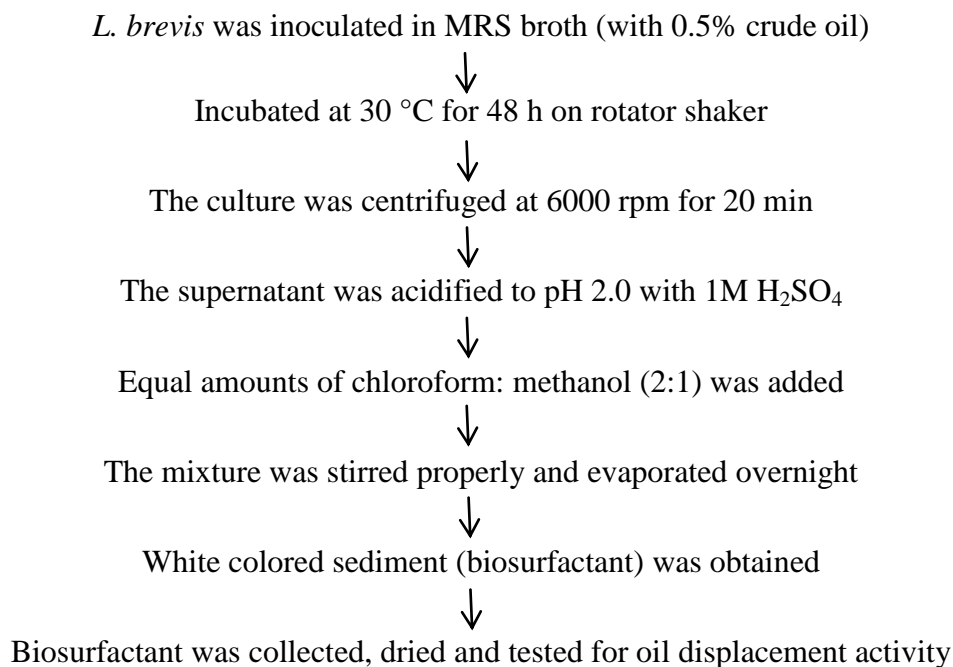 L. brevis was inoculated in MRS broth (with 0.5% crude oil)
Incubated at 30 °C for 48 h on rotator shaker
The culture was centrifuged at 6000 rpm for 20 min
The supernatant was acidified to pH 2.0 with 1M H₂SO₄
Equal amounts of chloroform: methanol (2:1) was added
The mixture was stirred properly and evaporated overnight
White colored sediment (biosurfactant) was obtained
Biosurfactant was collected, dried and tested for oil displacement activity